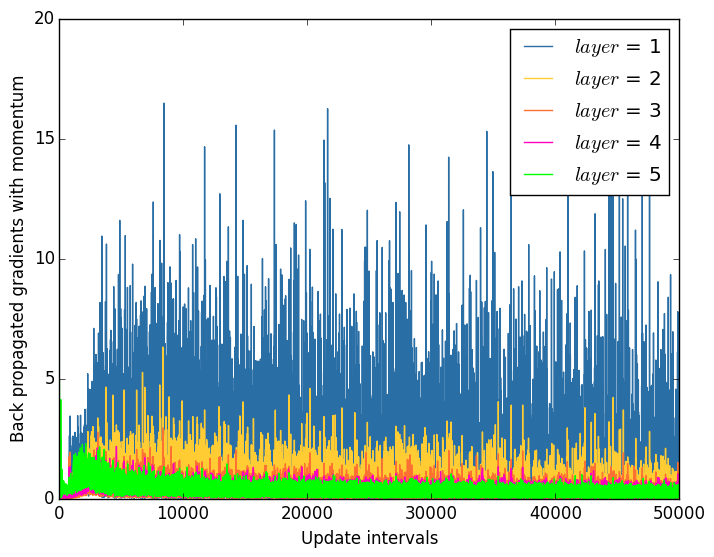 Back propagated gradients with momentum
20
15
10
5
0
layer = 1
layer = 2
layer = 3
layer = 4
layer = 5
0 10000 20000 30000 40000 50000
Update intervals